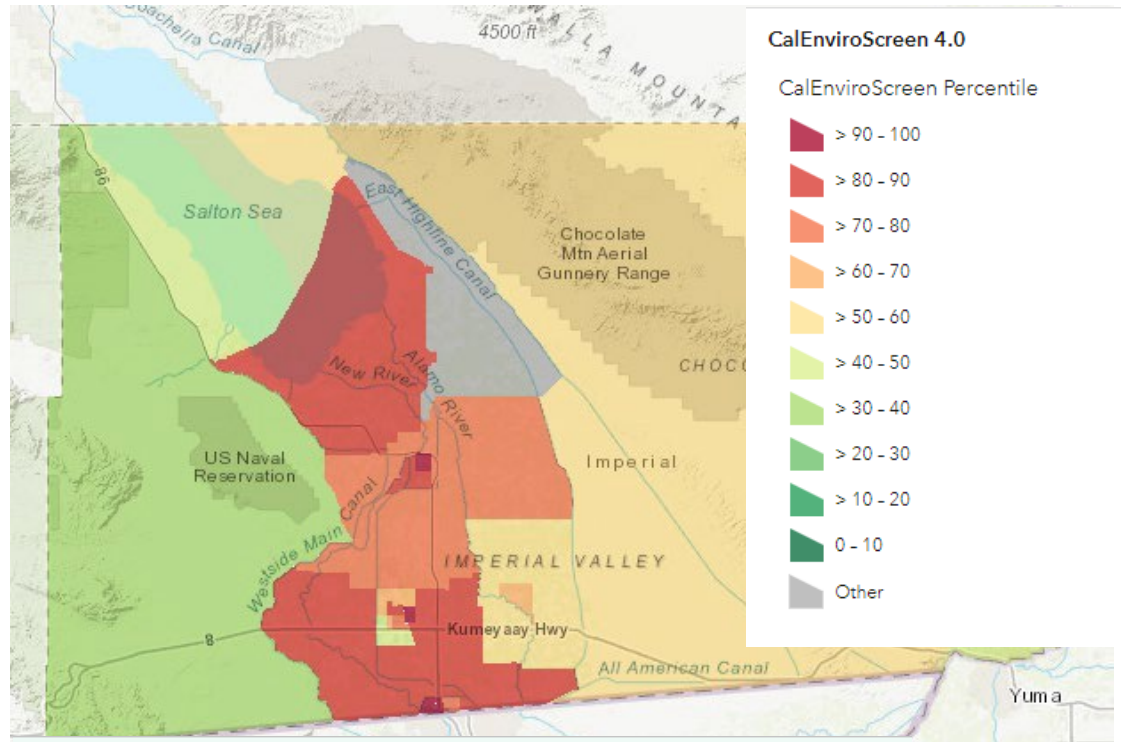 oachella Canal
4500 ft
WALLA MOUNTA
86
Salton Sea
East Highline Canal
Chocolate
Mtn Aerial
Gunnery Range
CHOCO
New River
Alamo River
US Naval
Reservation
Imperial
Westside Main Canal
IMPERIAL VALLEY
8
Kumeyaay Hwy
All American Canal
Yuma
CalEnviroScreen 4.0
CalEnviroScreen Percentile
> 90 - 100
> 80 - 90
> 70 - 80
> 60 - 70
> 50 - 60
> 40 - 50
> 30 - 40
> 20 - 30
> 10 - 20
0 - 10
Other